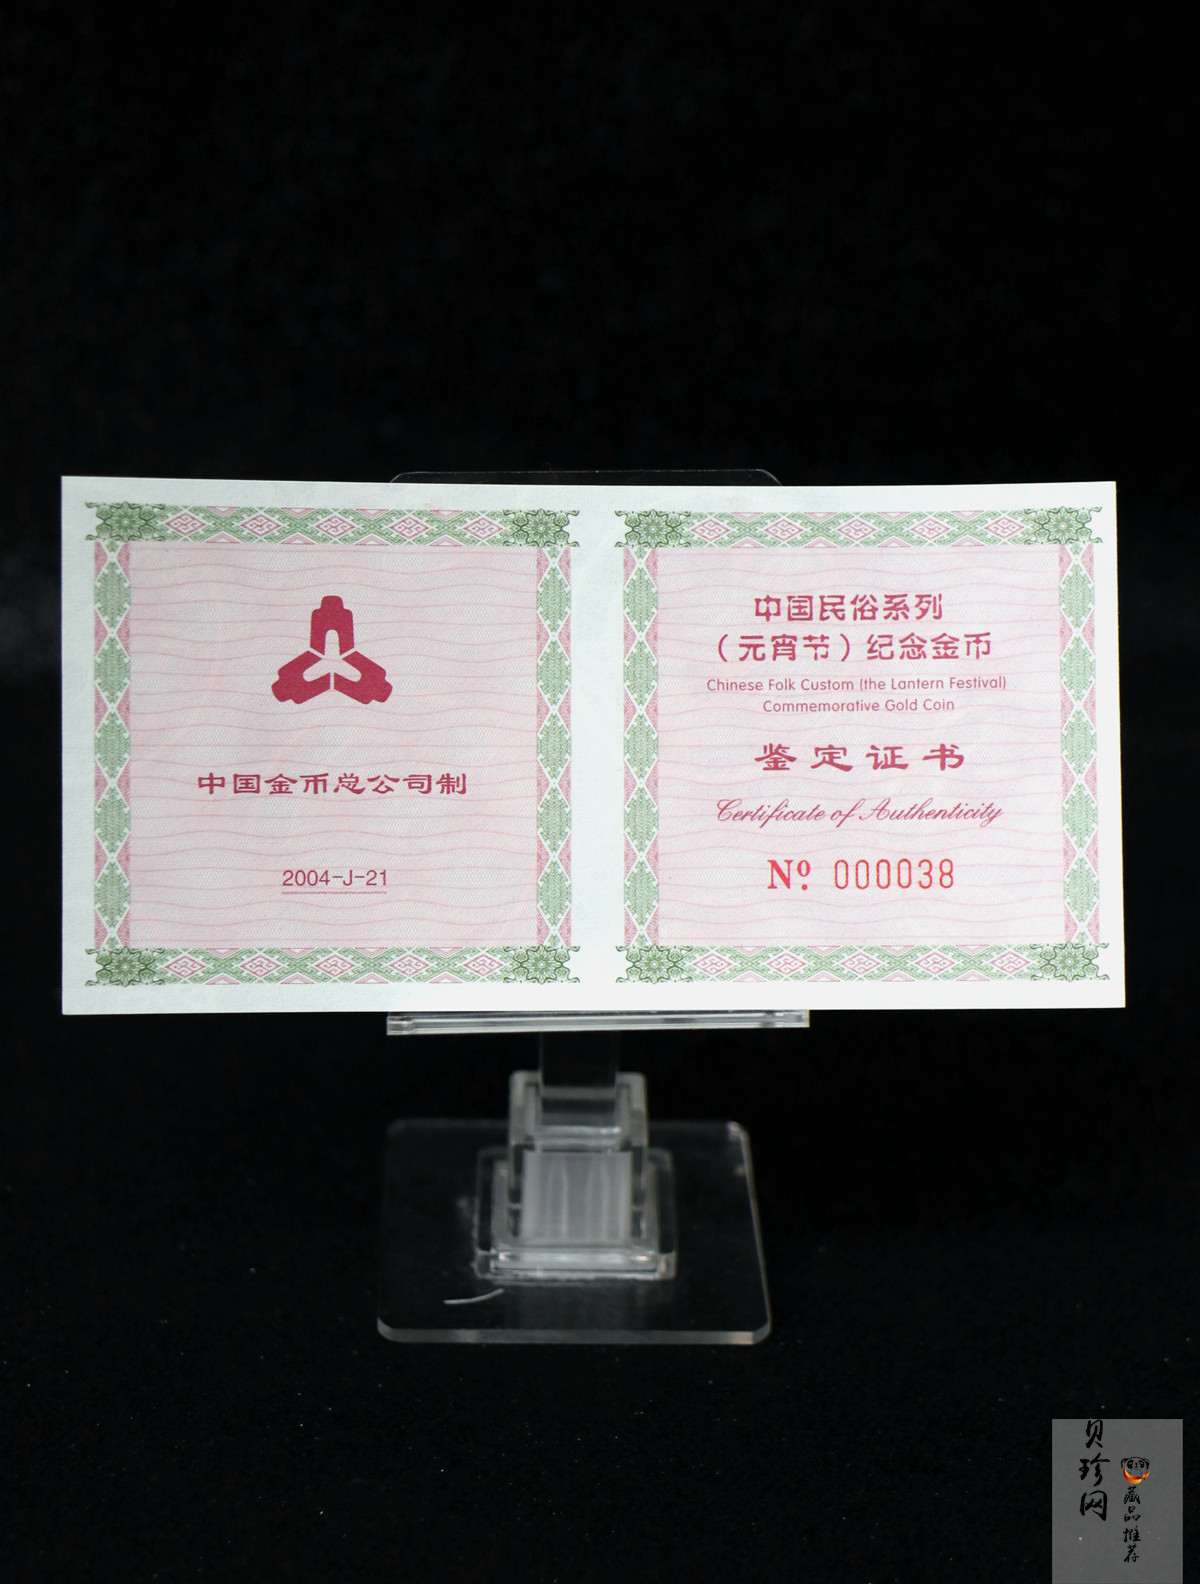 中国金币总公司制
2004-J-21
中国民俗系列
（元宵节）纪念金币
Chinese Folk Custom (the Lantern Festival)
Commemorative Gold Coin
鉴定证书
Certificate of Authenticity
Nº. 000038
贝珍网
藏品推荐